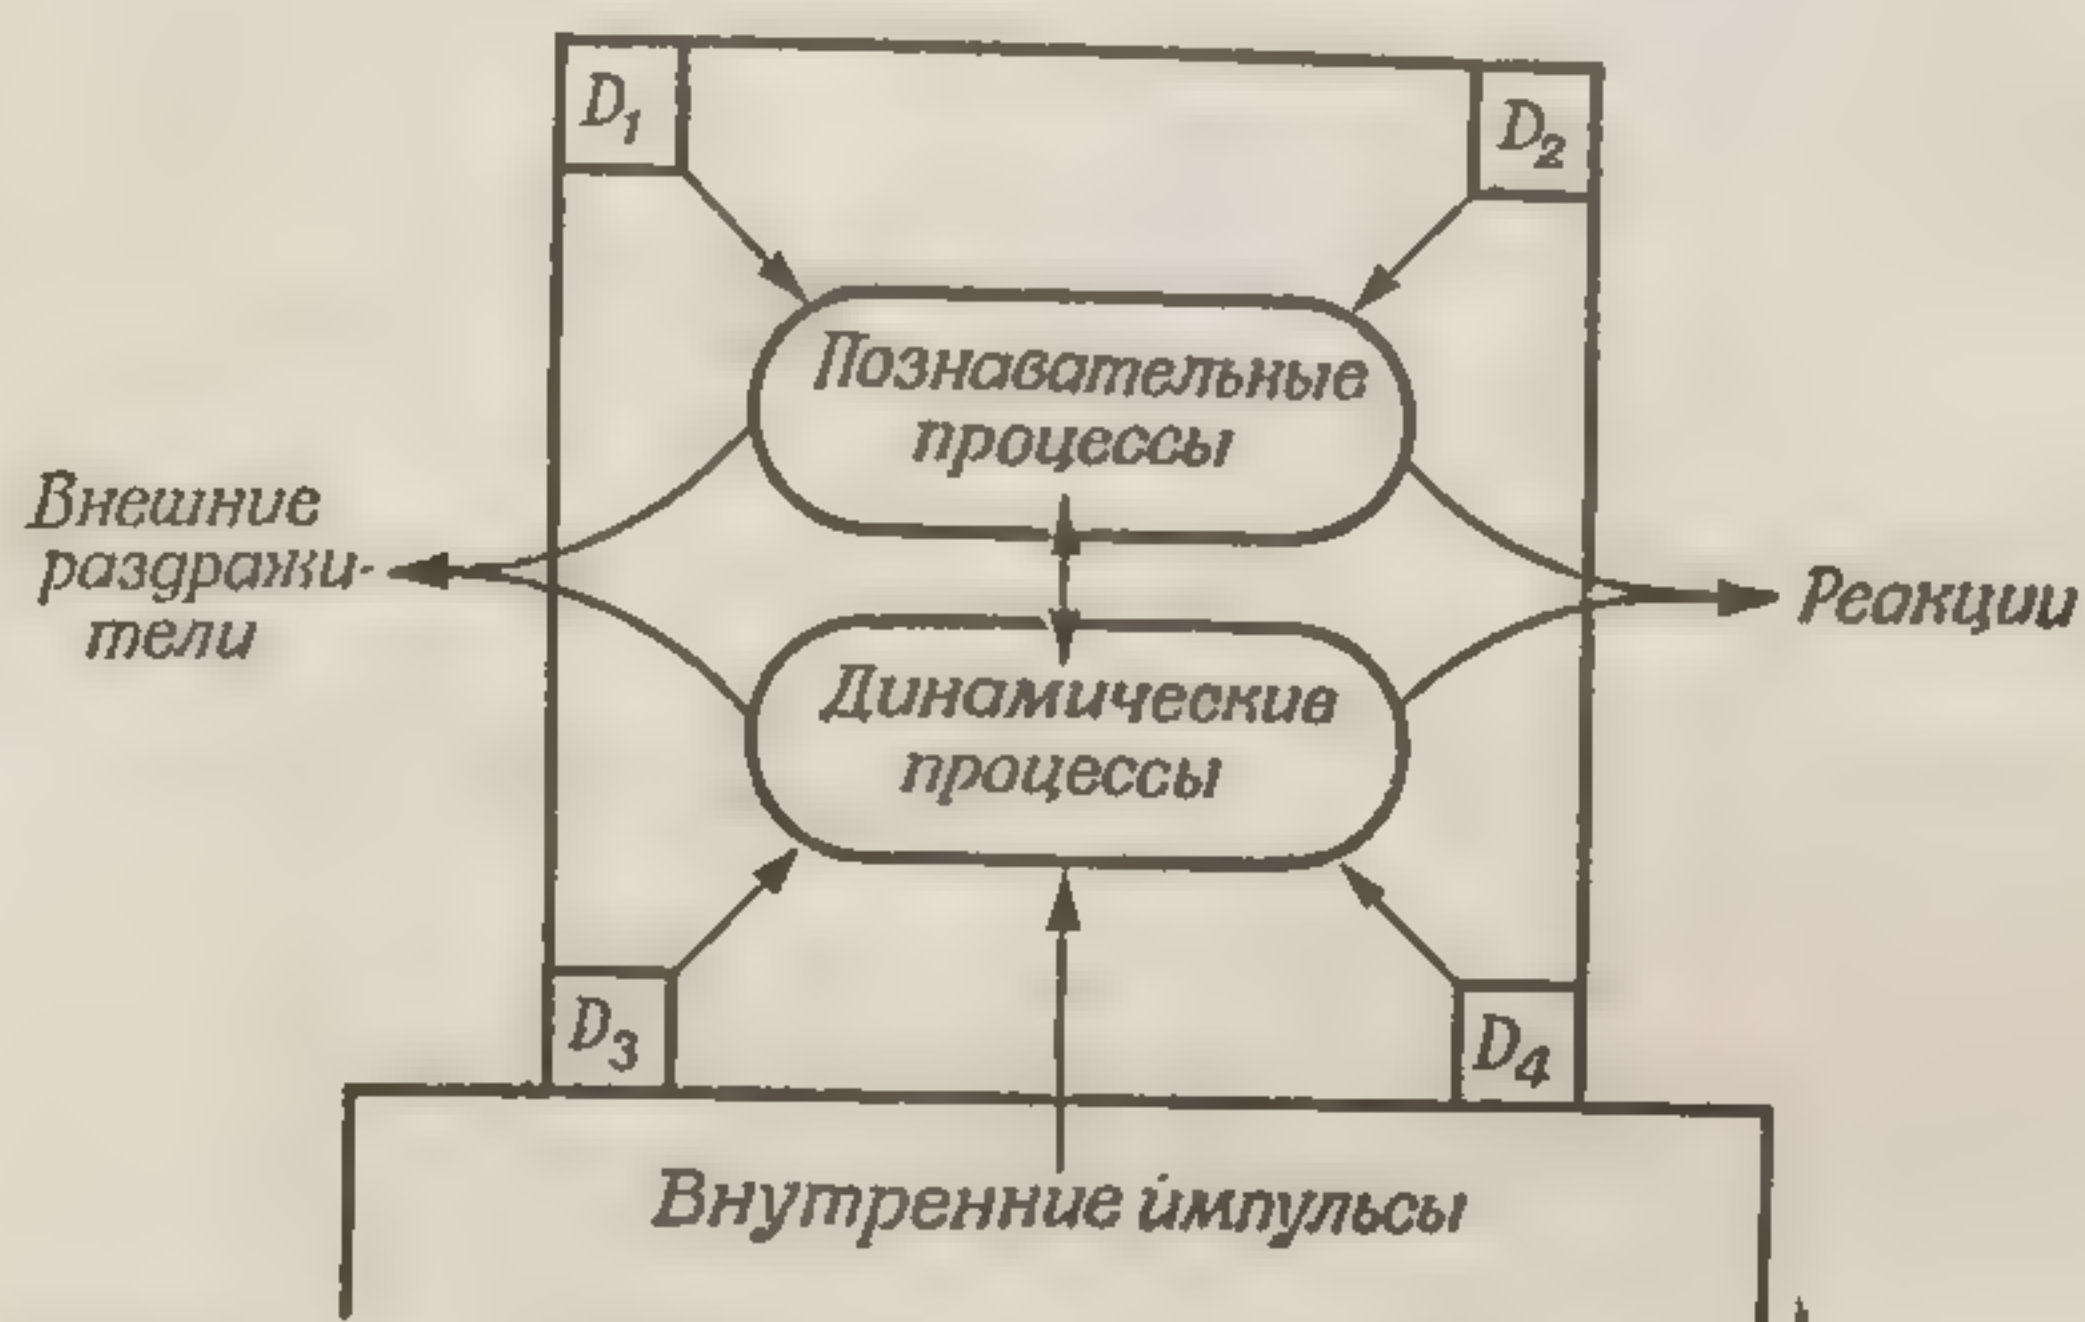 D1
D2
Познавательные
процессы
Внешние
раздражи-
тели
Реакции
Динамические
процессы
D3
D4
Внутренние импульсы